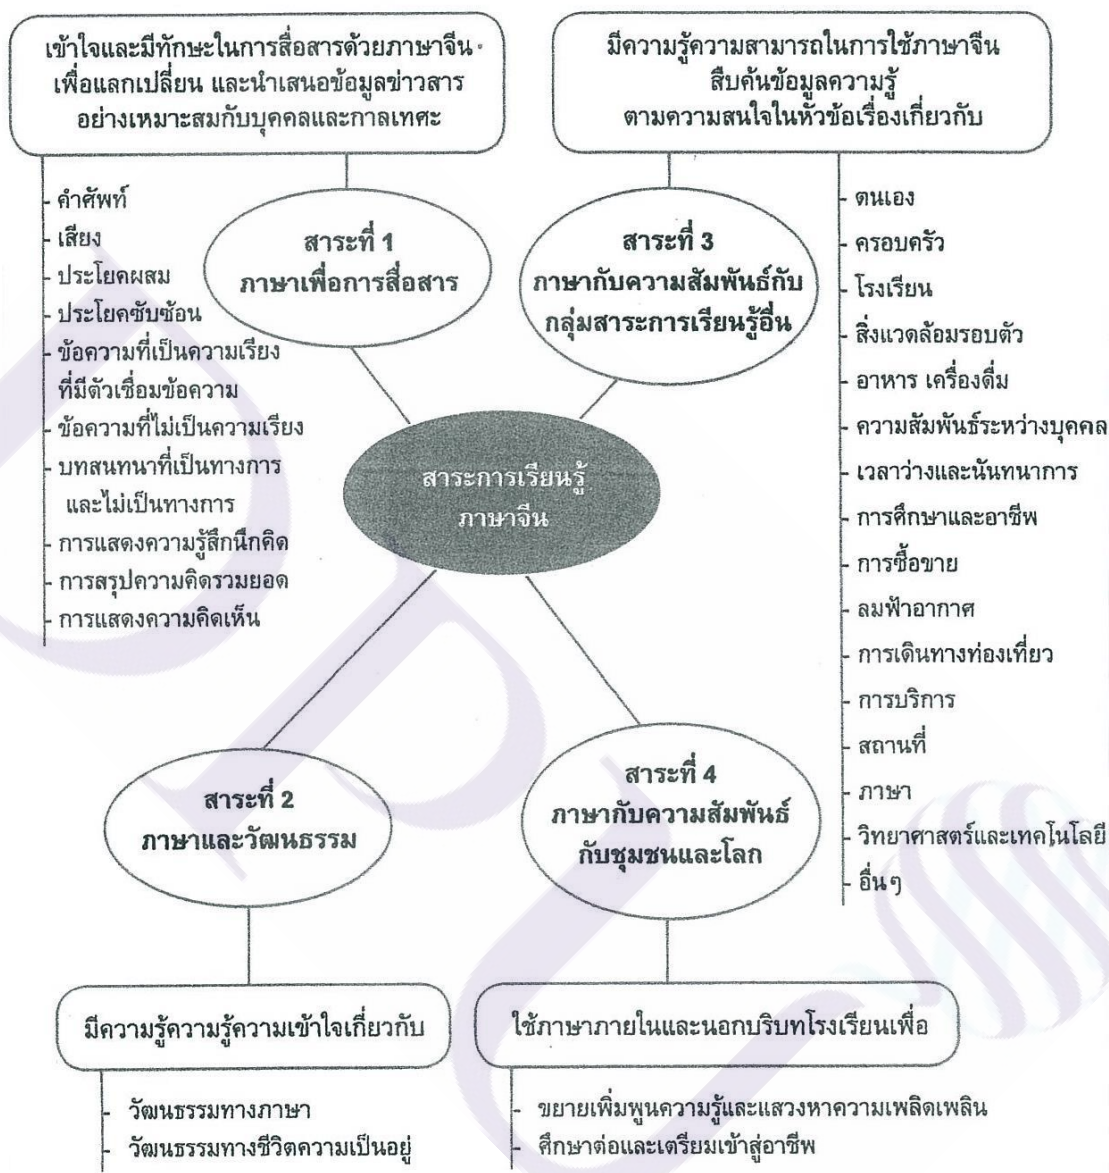 เข้าใจและมีทักษะในการสื่อสารด้วยภาษาจีน
เพื่อแลกเปลี่ยน และนำเสนอข้อมูลข่าวสาร
อย่างเหมาะสมกับบุคคลและกาลเทศะ
- คำศัพท์
- เสียง
- ประโยคผสม
- ประโยคซับซ้อน
- ข้อความที่เป็นความเรียง
ที่มีตัวเชื่อมข้อความ
- ข้อความที่ไม่เป็นความเรียง
- บทสนทนาที่เป็นทางการ
และไม่เป็นทางการ
- การแสดงความรู้สึกนึกคิด
- การสรุปความคิดรวมยอด
- การแสดงความคิดเห็น
สาระที่ 1
ภาษาเพื่อการสื่อสาร
มีความรู้ความสามารถในการใช้ภาษาจีน
สืบค้นข้อมูลความรู้
ตามความสนใจในหัวข้อเรื่องเกี่ยวกับ
สาระที่ 3
ภาษากับความสัมพันธ์กับ
กลุ่มสาระการเรียนรู้อื่น
- ตนเอง
- ครอบครัว
- โรงเรียน
- สิ่งแวดล้อมรอบตัว
- อาหาร เครื่องดื่ม
- ความสัมพันธ์ระหว่างบุคคล
- เวลาว่างและนันทนาการ
- การศึกษาและอาชีพ
- การซื้อขาย
- ลมฟ้าอากาศ
- การเดินทางท่องเที่ยว
- การบริการ
- สถานที่
- ภาษา
- วิทยาศาสตร์และเทคโนโลยี
- อื่นๆ
สาระการเรียนรู้
ภาษาจีน
สาระที่ 2
ภาษาและวัฒนธรรม
มีความรู้ความรู้ความเข้าใจเกี่ยวกับ
- วัฒนธรรมทางภาษา
- วัฒนธรรมทางชีวิตความเป็นอยู่
สาระที่ 4
ภาษากับความสัมพันธ์
กับชุมชนและโลก
ใช้ภาษาภายในและนอกบริบทโรงเรียนเพื่อ
- ขยายเพิ่มพูนความรู้และแสวงหาความเพลิดเพลิน
- ศึกษาต่อและเตรียมเข้าสู่อาชีพ